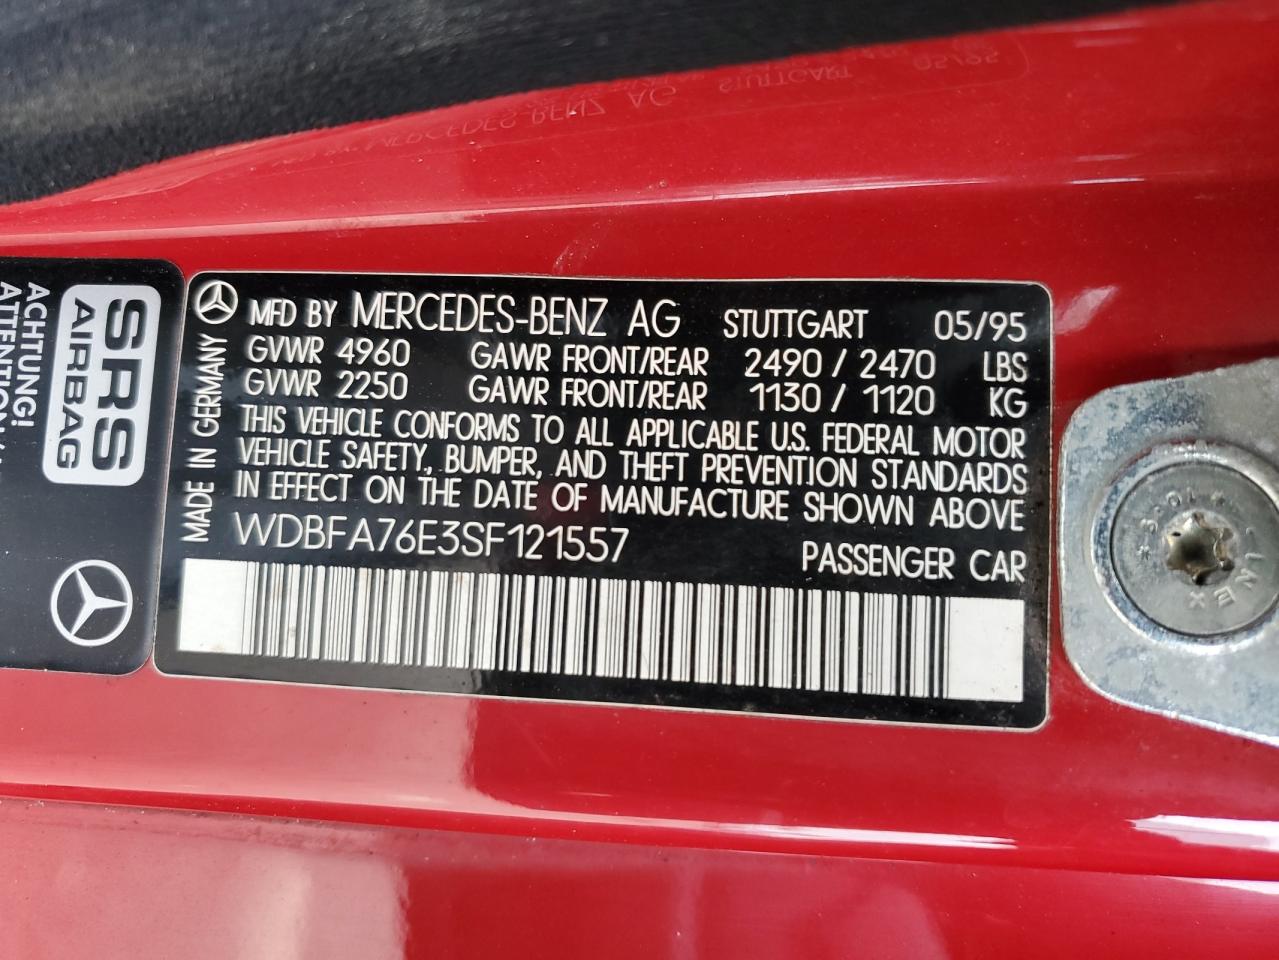 MFD BY MERCEDES-BENZ AG STUTTGART 05/95
GVWR 4960 GAWR FRONT/REAR 2490 / 2470 LBS
GVWR 2250 GAWR FRONT/REAR 1130 / 1120 KG
THIS VEHICLE CONFORMS TO ALL APPLICABLE U.S. FEDERAL MOTOR
VEHICLE SAFETY, BUMPER, AND THEFT PREVENTION STANDARDS
IN EFFECT ON THE DATE OF MANUFACTURE SHOWN ABOVE
WDBFA76E3SF121557 PASSENGER CAR
MADE IN GERMANY
SRS
AIRBAG
ACHTUNG!